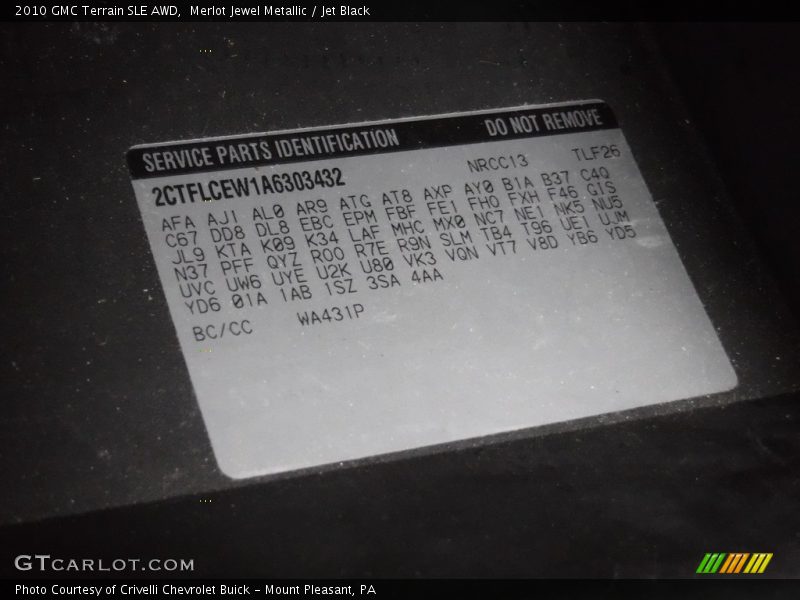 2010 GMC Terrain SLE AWD,  Merlot Jewel Metallic / Jet Black
SERVICE PARTS IDENTIFICATION DO NOT REMOVE
2CTFLCEW1A6303432 NRCC13 TLF26
AFA AJ1 AL0 AR9 ATG AT8 AXP AY0 B1A B37 C4Q
C67 DD8 DL8 EBC EPM FBF FE1 FHO FXH F46 G1S
JL9 KTA K09 K34 LAF MHC MX0 NC7 NE1 NK5 NU5
N37 PFF QYZ ROO R7E R9N SLM TB4 T96 UE1 UJM
UVC UW6 UYE U2K U80 VK3 VQN VT7 V8D YB6 YD5
YD6 01A 1AB 1SZ 3SA 4AA
BC/CC WA431P
GTCARLOT.COM
Photo Courtesy of Crivelli Chevrolet Buick - Mount Pleasant, PA